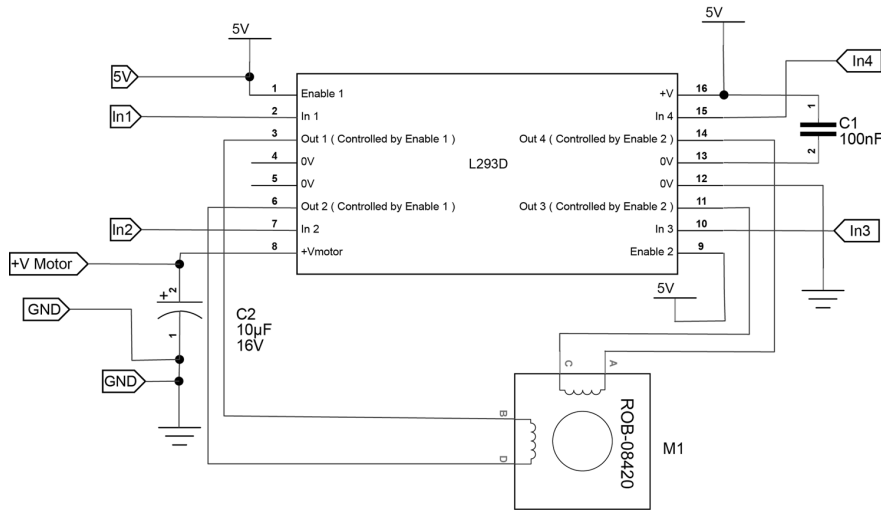 5V
5V
5V
In1
In2
+V Motor
GND
GND
In4
In3
1
2
3
4
5
6
7
8
Enable 1
In 1
Out 1 ( Controlled by Enable 1 )
0V
0V
Out 2 ( Controlled by Enable 1 )
In 2
+Vmotor
L293D
+V
In 4
Out 4 ( Controlled by Enable 2 )
0V
0V
Out 3 ( Controlled by Enable 2 )
In 3
Enable 2
16
15
14
13
12
11
10
9
1
2
C1
100nF
5V
+
2
1
C2
10µF
16V
C
A
B
D
ROB-08420
M1